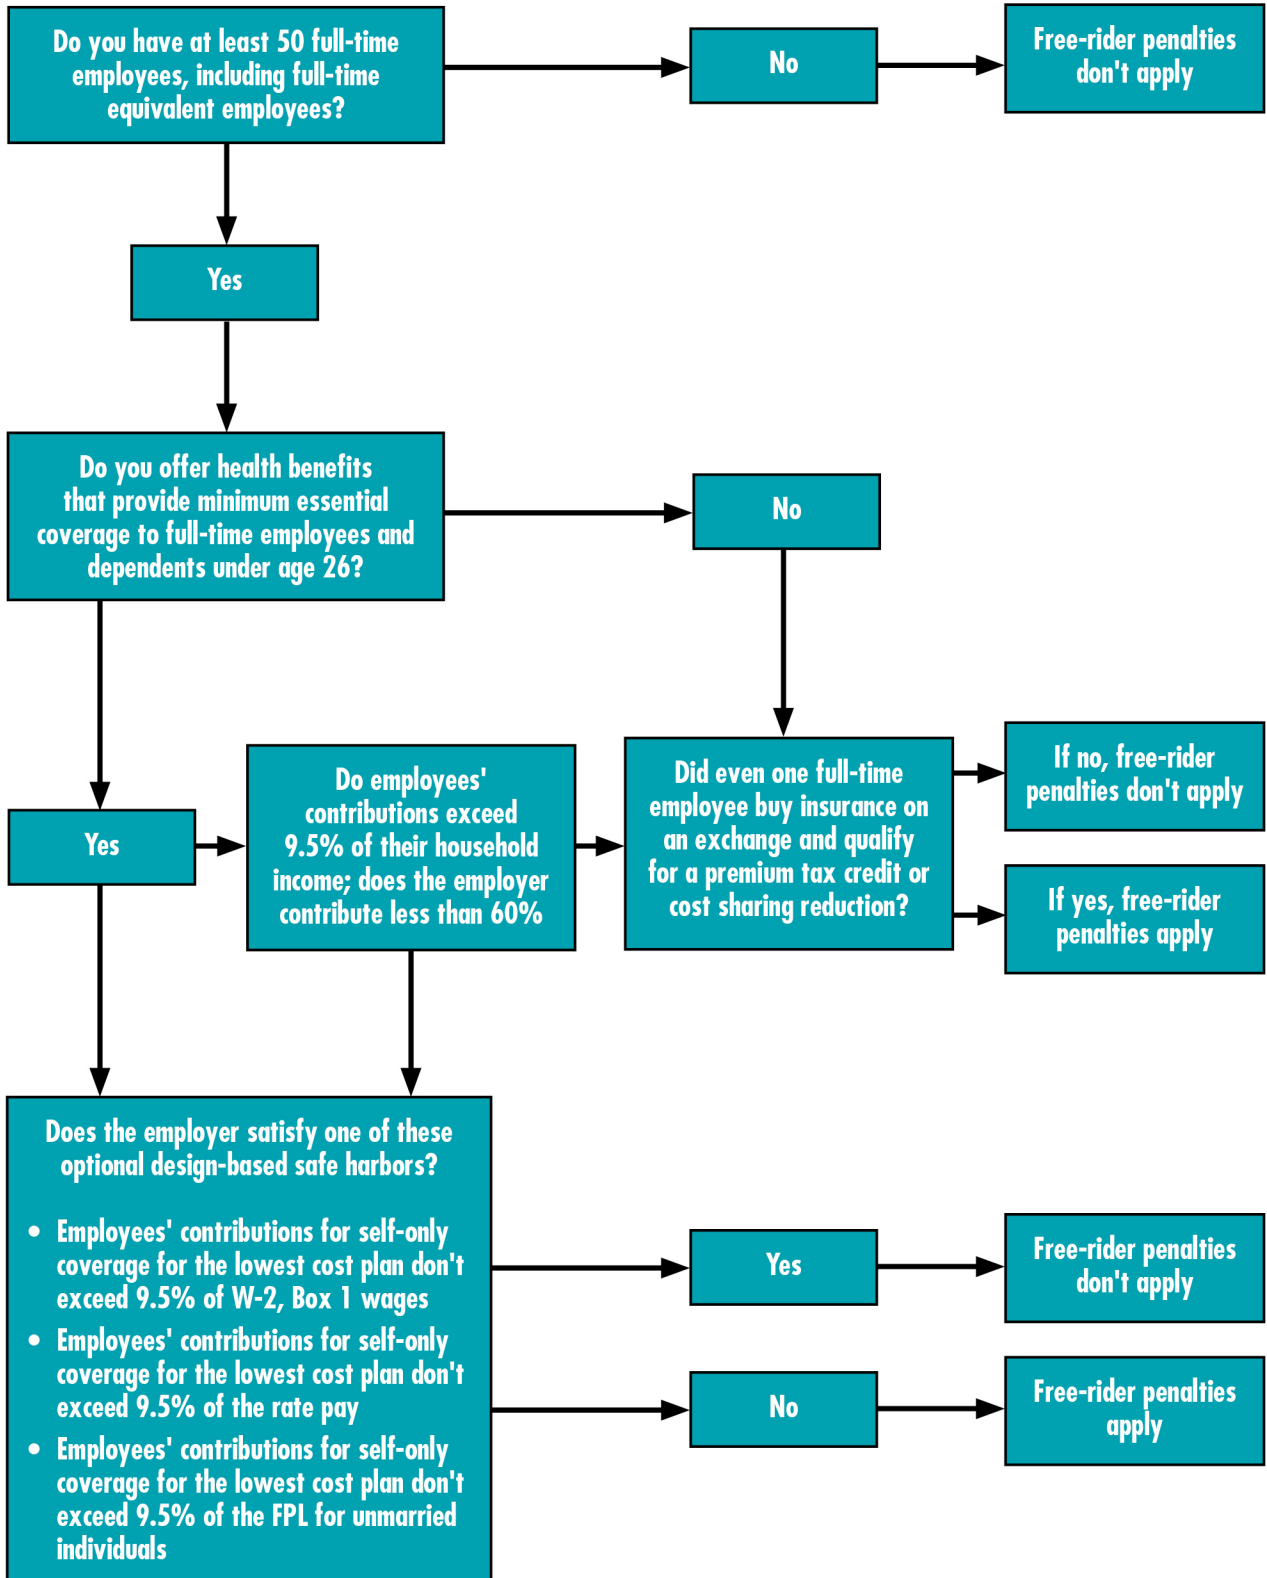 Do you have at least 50 full-time
employees, including full-time
equivalent employees?
No
Free-rider penalties
don't apply
Yes
Do you offer health benefits
that provide minimum essential
coverage to full-time employees and
dependents under age 26?
No
Yes
Do employees'
contributions exceed
9.5% of their household
income; does the employer
contribute less than 60%
Did even one full-time
employee buy insurance on
an exchange and qualify
for a premium tax credit or
cost sharing reduction?
If no, free-rider
penalties don't apply
If yes, free-rider
penalties apply
Does the employer satisfy one of these
optional design-based safe harbors?
• Employees' contributions for self-only
coverage for the lowest cost plan don't
exceed 9.5% of W-2, Box 1 wages
• Employees' contributions for self-only
coverage for the lowest cost plan don't
exceed 9.5% of the rate pay
• Employees' contributions for self-only
coverage for the lowest cost plan don't
exceed 9.5% of the FPL for unmarried
individuals
Yes
Free-rider penalties
don't apply
No
Free-rider penalties
apply